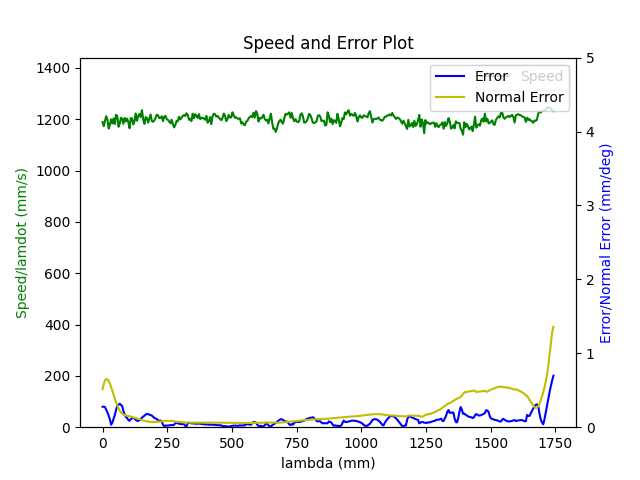 Speed and Error Plot
1400
1200
1000
800
600
400
200
0
Speed/lamdot (mm/s)
5
4
3
2
1
0
Error/Normal Error (mm/deg)
Error
Speed
Normal Error
0 250 500 750 1000 1250 1500 1750
lambda (mm)